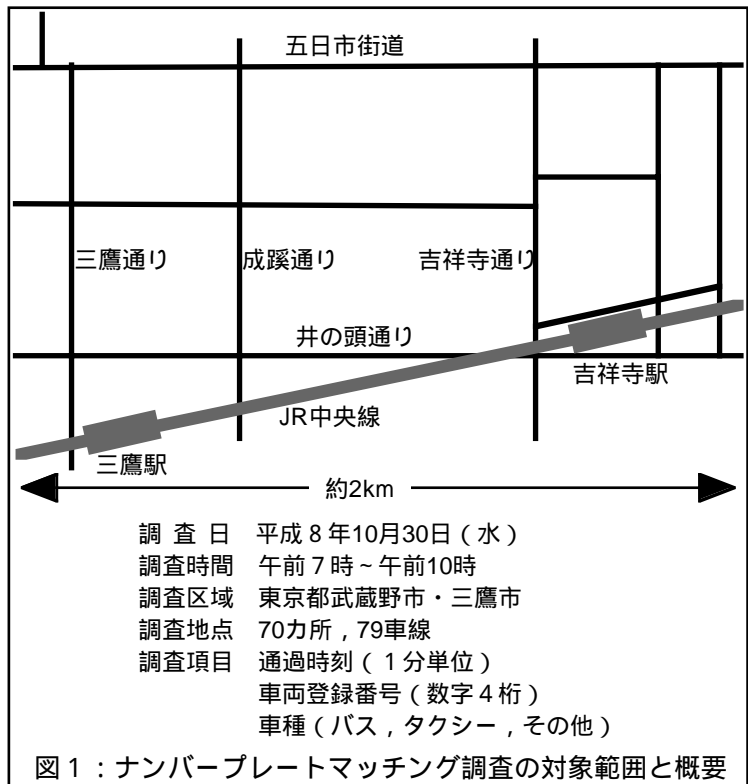 五日市街道
三鷹通り
成蹊通り
吉祥寺通り
井の頭通り
吉祥寺駅
JR中央線
三鷹駅
約2km
調 査 日　平成８年10月30日（水）
調査時間　午前７時～午前10時
調査区域　東京都武蔵野市・三鷹市
調査地点　70カ所，79車線
調査項目　通過時刻（１分単位）
車両登録番号（数字４桁）
車種（バス，タクシー，その他）
図１：ナンバープレートマッチング調査の対象範囲と概要